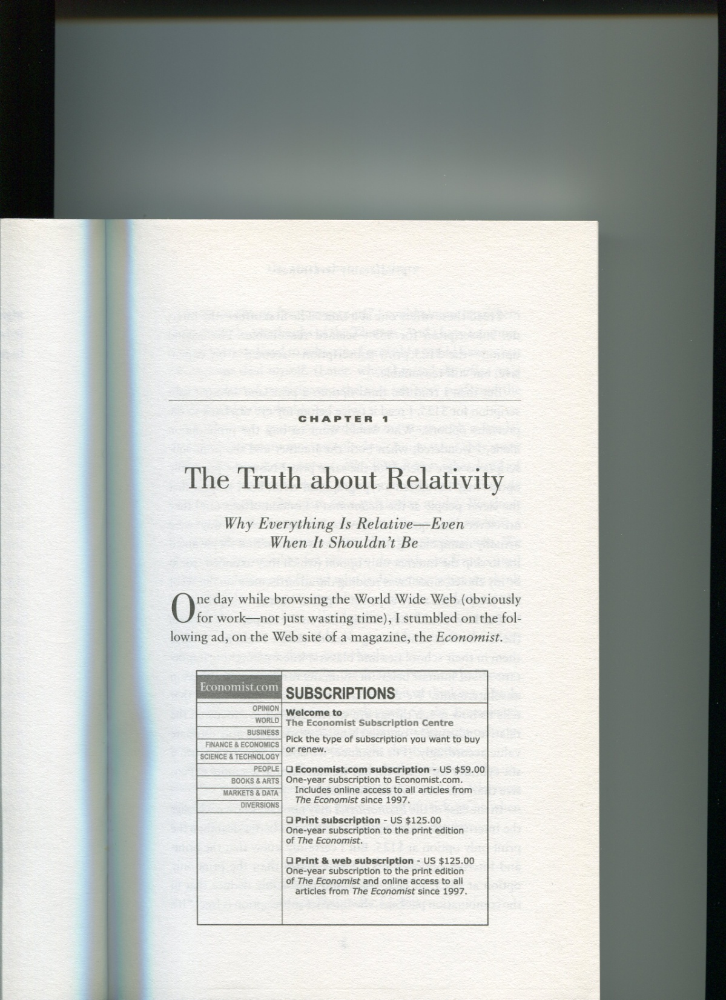 CHAPTER 1
The Truth about Relativity
Why Everything Is Relative—Even
When It Shouldn't Be
One day while browsing the World Wide Web (obviously
for work—not just wasting time), I stumbled on the fol-
lowing ad, on the Web site of a magazine, the Economist.
Economist.com
OPINION
WORLD
BUSINESS
FINANCE & ECONOMICS
SCIENCE & TECHNOLOGY
PEOPLE
BOOKS & ARTS
MARKETS & DATA
DIVERSIONS
SUBSCRIPTIONS
Welcome to
The Economist Subscription Centre
Pick the type of subscription you want to buy
or renew.
❑ Economist.com subscription - US $59.00
One-year subscription to Economist.com.
Includes online access to all articles from
The Economist since 1997.
❑ Print subscription - US $125.00
One-year subscription to the print edition
of The Economist.
❑ Print & web subscription - US $125.00
One-year subscription to the print edition
of The Economist and online access to all
articles from The Economist since 1997.